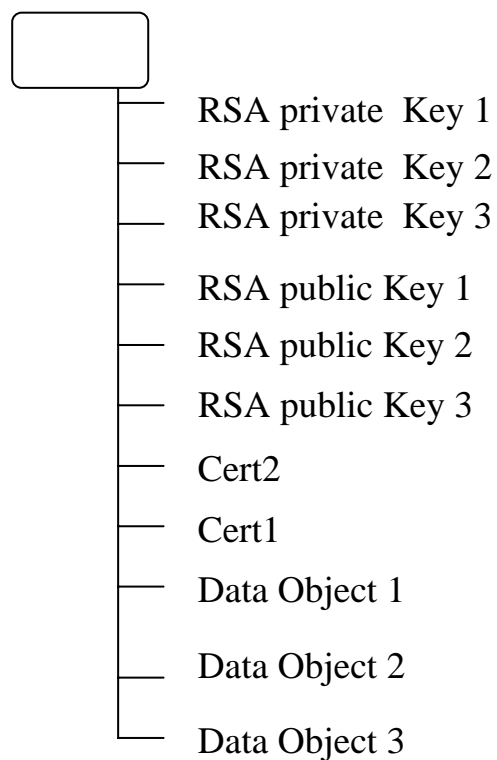 RSA private Key 1
RSA private Key 2
RSA private Key 3
RSA public Key 1
RSA public Key 2
RSA public Key 3
Cert2
Cert1
Data Object 1
Data Object 2
Data Object 3